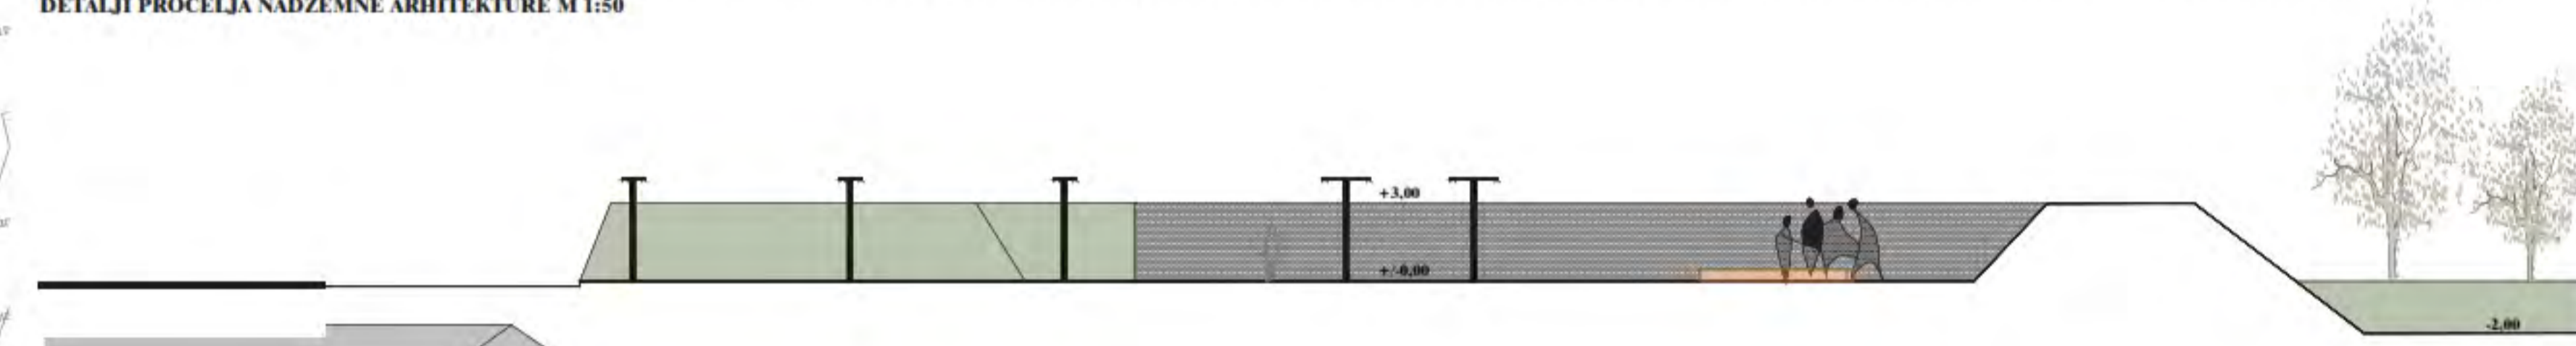 DETALJI PROČELJA NADZEMNE ARHITEKTURE M 1:50
+3,00
+/-0,00
-2,00